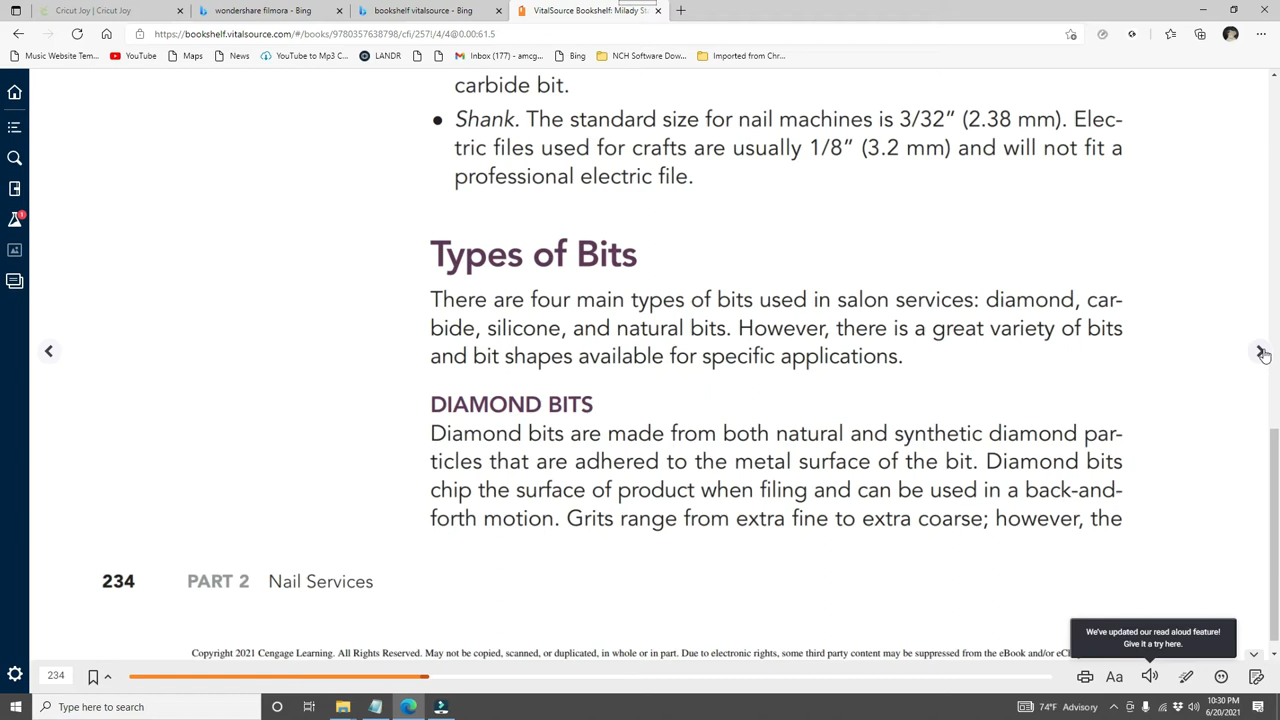 Cricut Joy | Cricut Joy
wondershare filmora - Bing
bookshelf vitalsource - Bing
VitalSource Bookshelf: Milady St
https://bookshelf.vitalsource.com/#/books/9780357638798/cfi/257!/4/4@0.00:61.5
Music Website Tem... YouTube Maps News YouTube to Mp3 C... LANDR Inbox (177) - amcg... Bing NCH Software Dow... Imported from Chr...
carbide bit.
● Shank. The standard size for nail machines is 3/32” (2.38 mm). Elec-
tric files used for crafts are usually 1/8” (3.2 mm) and will not fit a
professional electric file.
Types of Bits
There are four main types of bits used in salon services: diamond, car-
bide, silicone, and natural bits. However, there is a great variety of bits
and bit shapes available for specific applications.
DIAMOND BITS
Diamond bits are made from both natural and synthetic diamond par-
ticles that are adhered to the metal surface of the bit. Diamond bits
chip the surface of product when filing and can be used in a back-and-
forth motion. Grits range from extra fine to extra coarse; however, the
234 PART 2 Nail Services
We've updated our read aloud feature!
Give it a try here.
Copyright 2021 Cengage Learning. All Rights Reserved. May not be copied, scanned, or duplicated, in whole or in part. Due to electronic rights, some third party content may be suppressed from the eBook and/or eCh
234
Aa
Type here to search
74°F Advisory
10:30 PM
6/20/2021